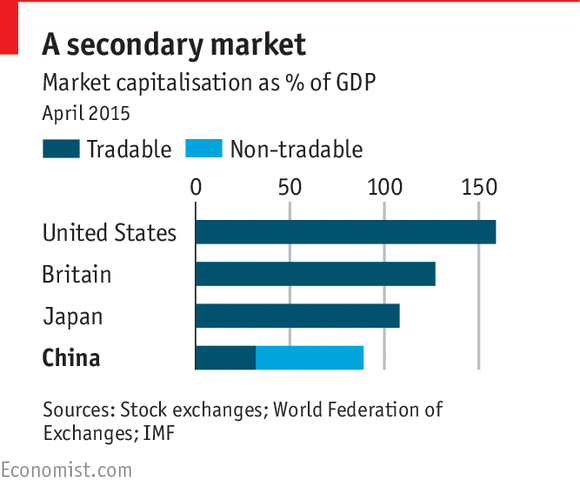 A secondary market
Market capitalisation as % of GDP
April 2015
Tradable Non-tradable
0 50 100 150
United States
Britain
Japan
China
Sources: Stock exchanges; World Federation of
Exchanges; IMF
Economist.com